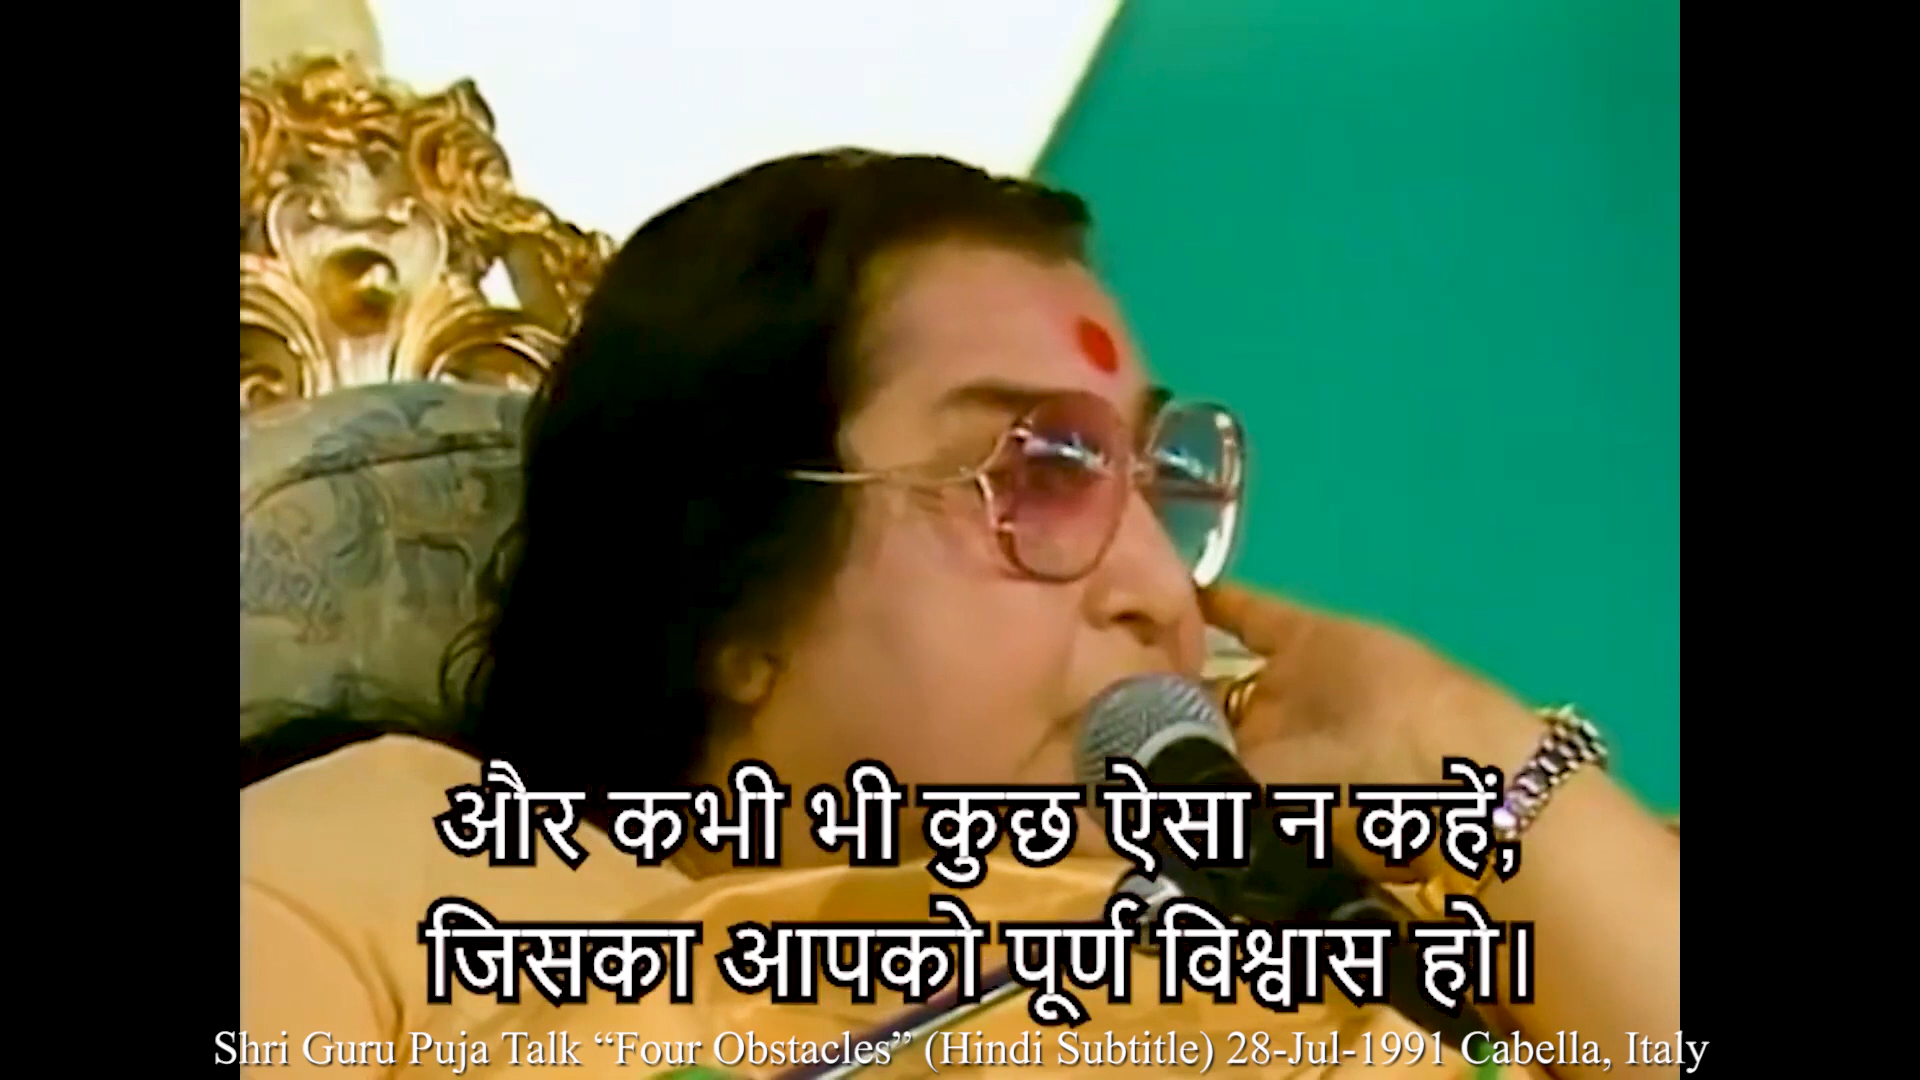 और कभी भी कुछ ऐसा न कहें,
जिसका आपको पूर्ण विश्वास हो।
Shri Guru Puja Talk “Four Obstacles” (Hindi Subtitle) 28-Jul-1991 Cabella, Italy